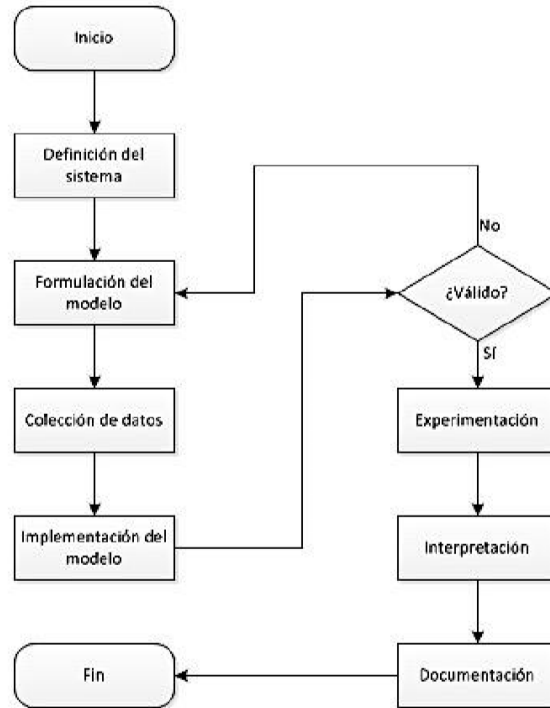 Inicio
Definición del
sistema
Formulación del
modelo
Colección de datos
Implementación del
modelo
No
¿Válido?
Sí
Experimentación
Interpretación
Documentación
Fin